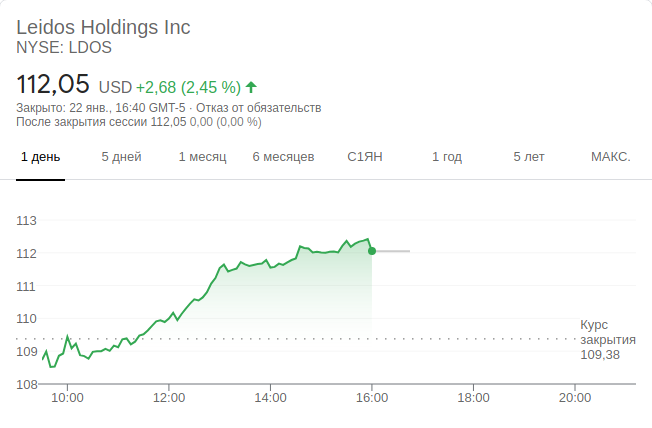 Leidos Holdings Inc
NYSE: LDOS
112,05 USD +2,68 (2,45 %)
Закрыто: 22 янв., 16:40 GMT-5 · Отказ от обязательств
После закрытия сессии 112,05 0,00 (0,00 %)
1 день 5 дней 1 месяц 6 месяцев С1ЯН 1 год 5 лет МАКС.
113
112
111
110
Курс
закрытия
109,38
109
108
10:00 12:00 14:00 16:00 18:00 20:00